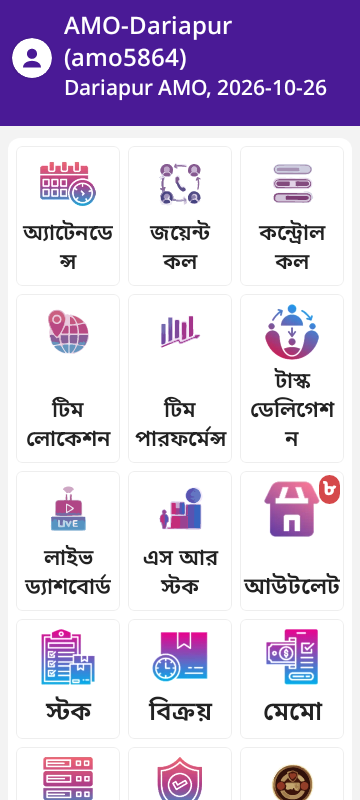 AMO-Dariapur
(amo5864)
Dariapur AMO, 2026-10-26
অ্যাটেনডে
ন্স
জয়েন্ট
কল
কন্ট্রোল
কল
টিম
লোকেশন
টিম
পারফর্মেন্স
টাস্ক
ডেলিগেশ
ন
LIVE
লাইভ
ড্যাশবোর্ড
এস আর
স্টক
৮
আউটলেট
স্টক
বিক্রয়
মেমো